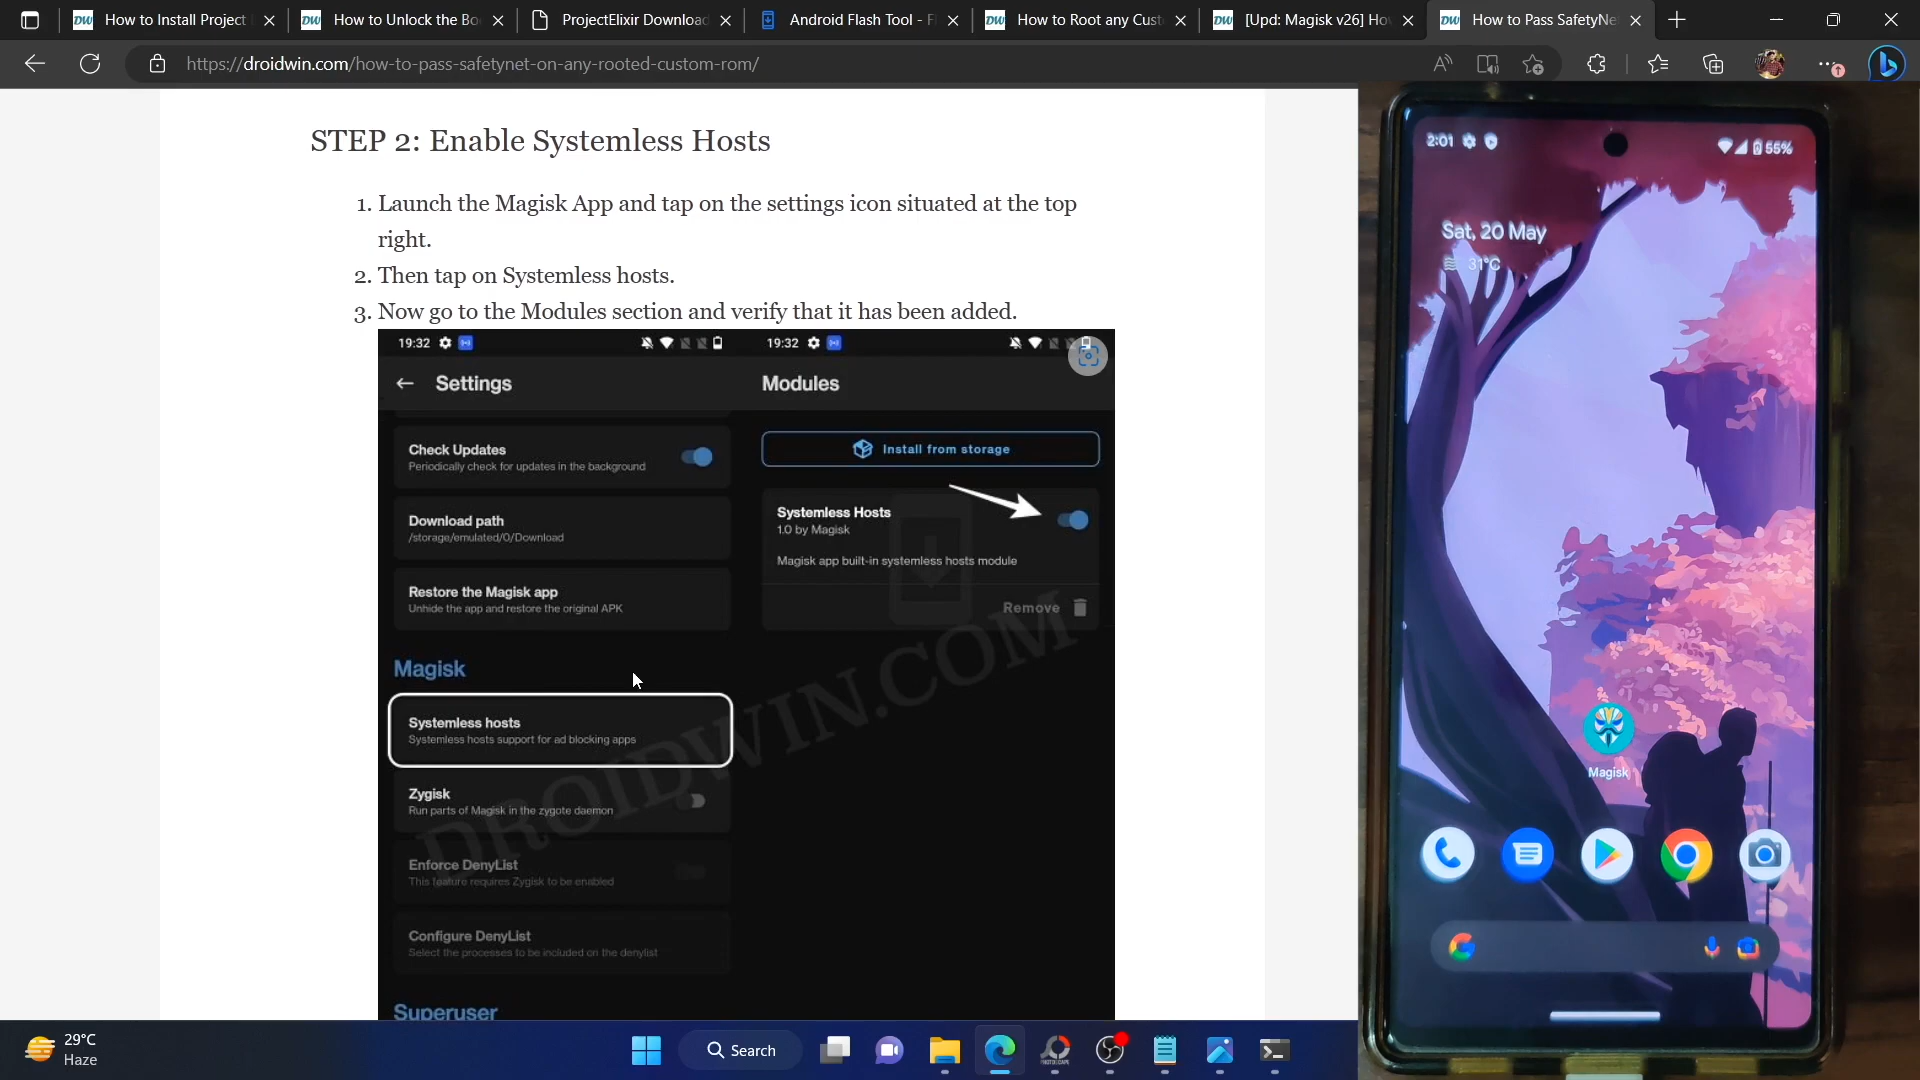 How to Install Project
How to Unlock the Bo
ProjectElixir Download
Android Flash Tool - F
How to Root any Cust
[Upd: Magisk v26] Ho
How to Pass SafetyNe
https://droidwin.com/how-to-pass-safetynet-on-any-rooted-custom-rom/
STEP 2: Enable Systemless Hosts
1. Launch the Magisk App and tap on the settings icon situated at the top
right.
2. Then tap on Systemless hosts.
3. Now go to the Modules section and verify that it has been added.
19:32
19:32
Settings
Modules
Check Updates
Periodically check for updates in the background
Install from storage
Download path
/storage/emulated/0/Download
Systemless Hosts
1.0 by Magisk
Magisk app built-in systemless hosts module
Restore the Magisk app
Unhide the app and restore the original APK
Remove
Magisk
Systemless hosts
Systemless hosts support for ad blocking apps
Zygisk
Run parts of Magisk in the zygote daemon
Enforce DenyList
This feature requires Zygisk to be enabled
Configure DenyList
Select the processes to be included on the denylist
Superuser
DROIDWIN.COM
2:01
55%
Sat, 20 May
31°C
Magisk
29°C
Haze
Search